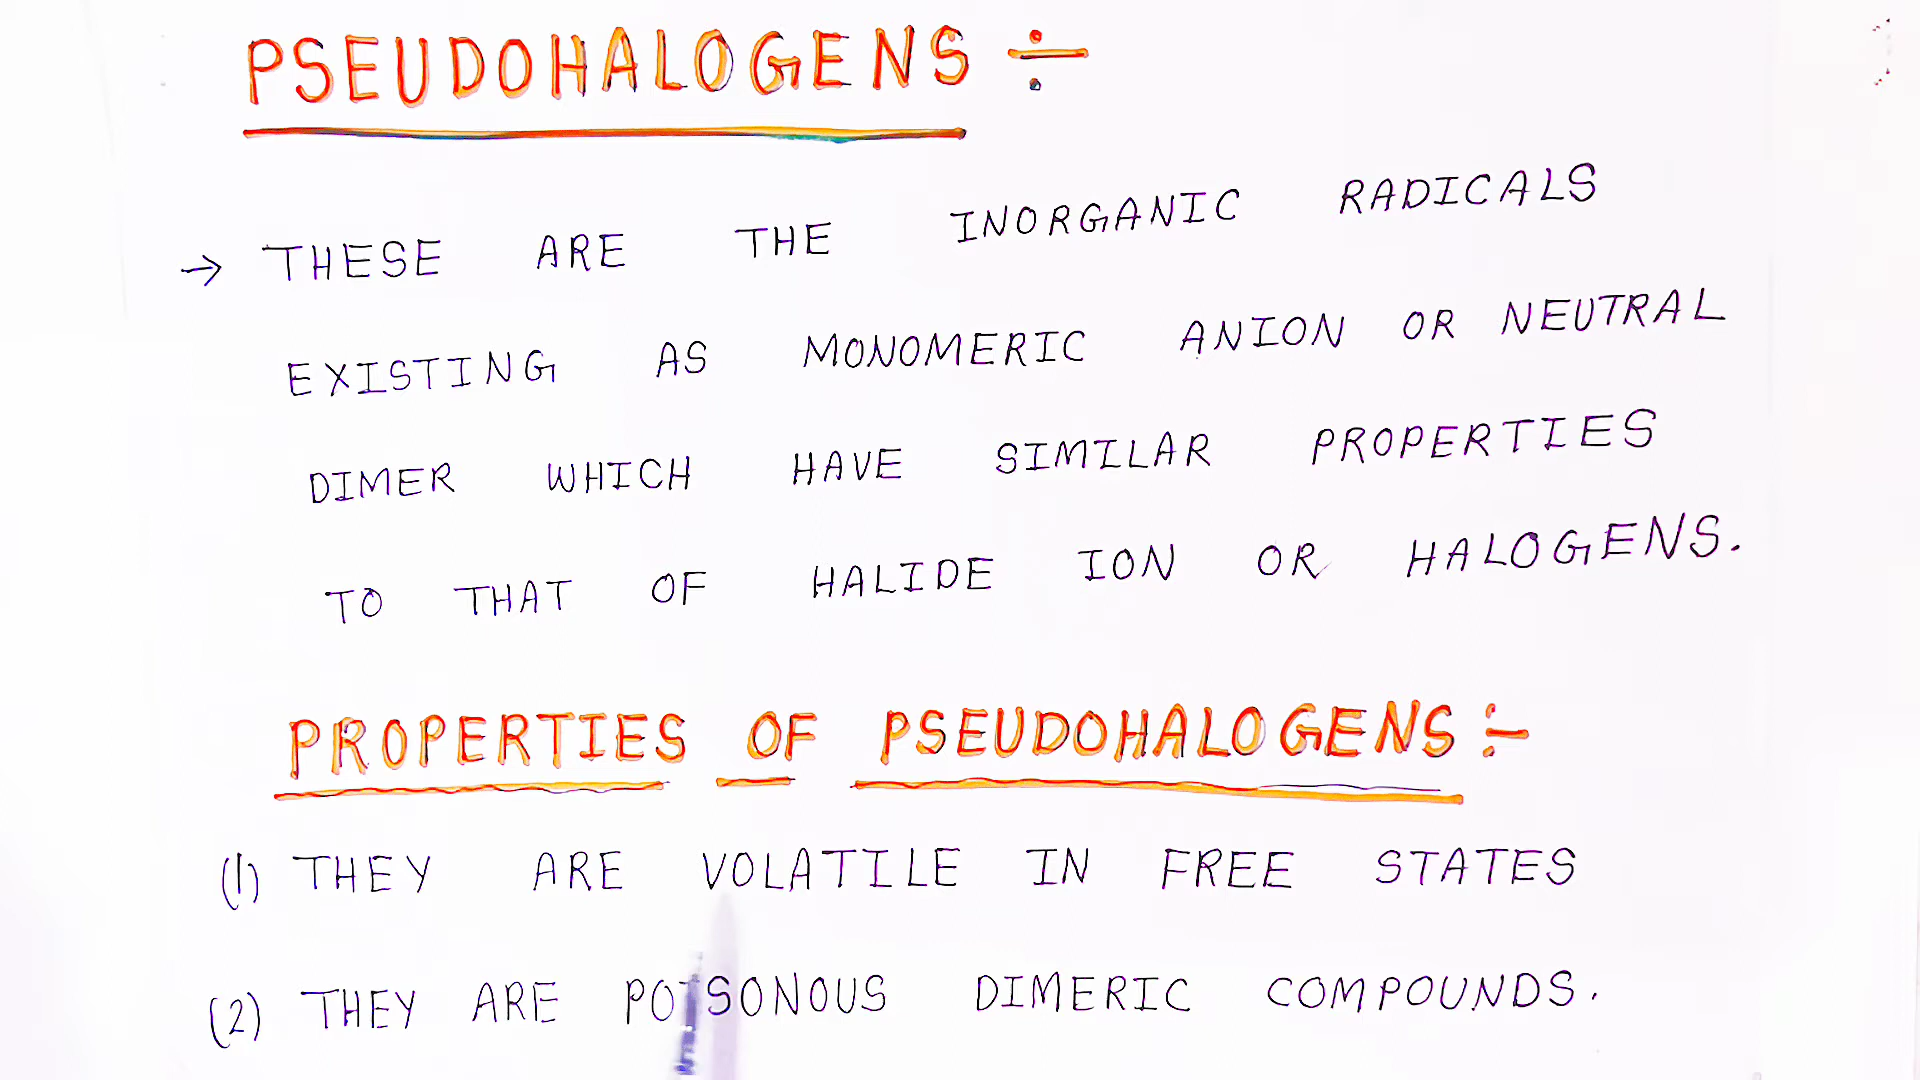 PSEUDOHALOGENS ÷
→ THESE ARE THE INORGANIC RADICALS
EXISTING AS MONOMERIC ANION OR NEUTRAL
DIMER WHICH HAVE SIMILAR PROPERTIES
TO THAT OF HALIDE ION OR HALOGENS.
PROPERTIES OF PSEUDOHALOGENS :-
(1) THEY ARE VOLATILE IN FREE STATES
(2) THEY ARE POISONOUS DIMERIC COMPOUNDS.